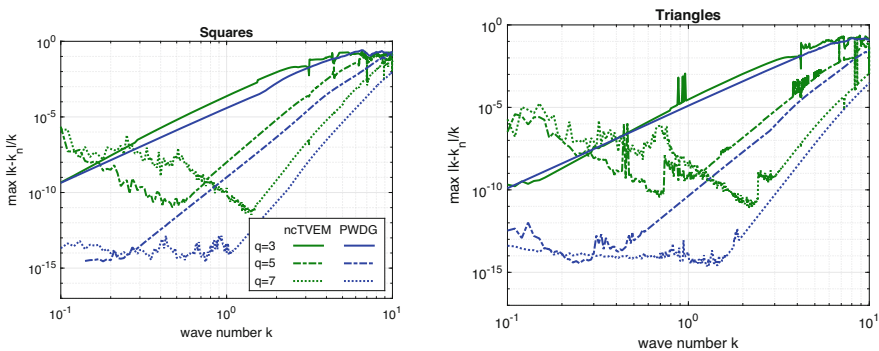 Squares
10^0
10^-5
10^-10
10^-15
max |k-k_n|/k
10^-1
10^0
10^1
wave number k
ncTVEM PWDG
q=3
q=5
q=7
Triangles
10^0
10^-5
10^-10
10^-15
max |k-k_n|/k
10^-1
10^0
10^1
wave number k